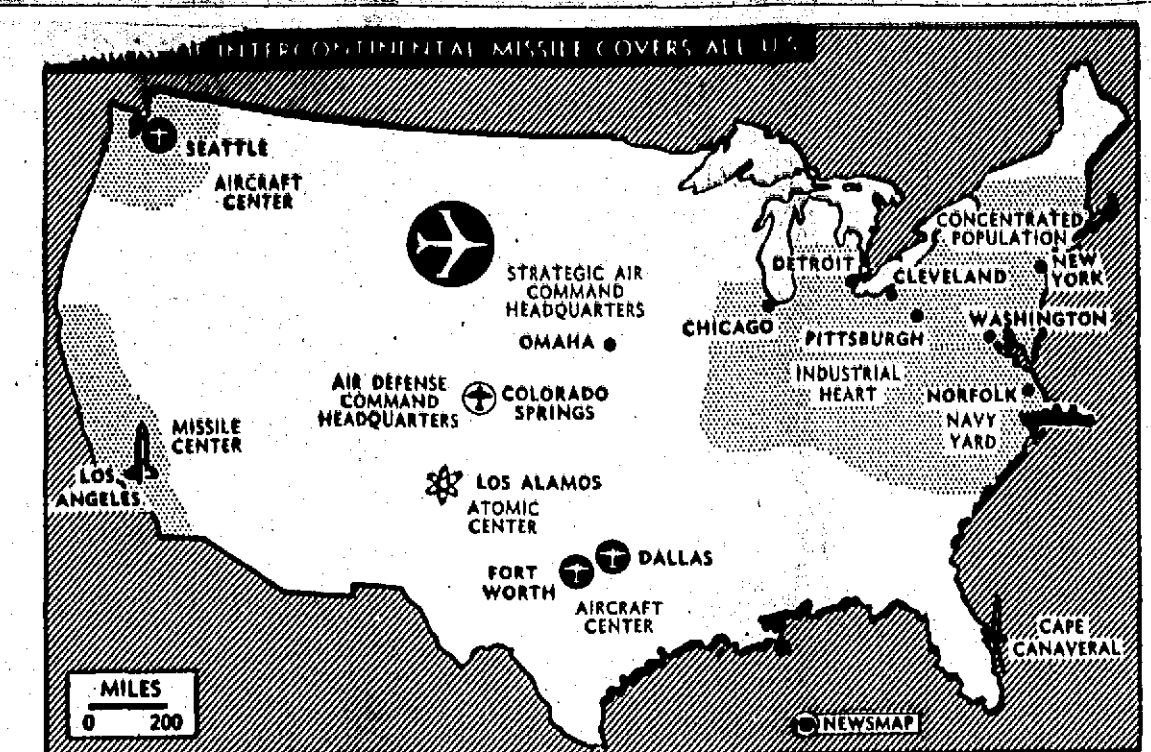 INTERCONTINENTAL MISSILE COVERS ALL U.S
SEATTLE
AIRCRAFT
CENTER
CONCENTRATED
POPULATION
DETROIT
CLEVELAND
NEW
YORK
STRATEGIC AIR
COMMAND
HEADQUARTERS
OMAHA
CHICAGO
PITTSBURGH
WASHINGTON
INDUSTRIAL
HEART
NORFOLK
NAVY
YARD
AIR DEFENSE
COMMAND
HEADQUARTERS
COLORADO
SPRINGS
MISSILE
CENTER
LOS
ANGELES
LOS ALAMOS
ATOMIC
CENTER
DALLAS
FORT
WORTH
AIRCRAFT
CENTER
CAPE
CANAVERAL
MILES
0 200
NEWSMAP